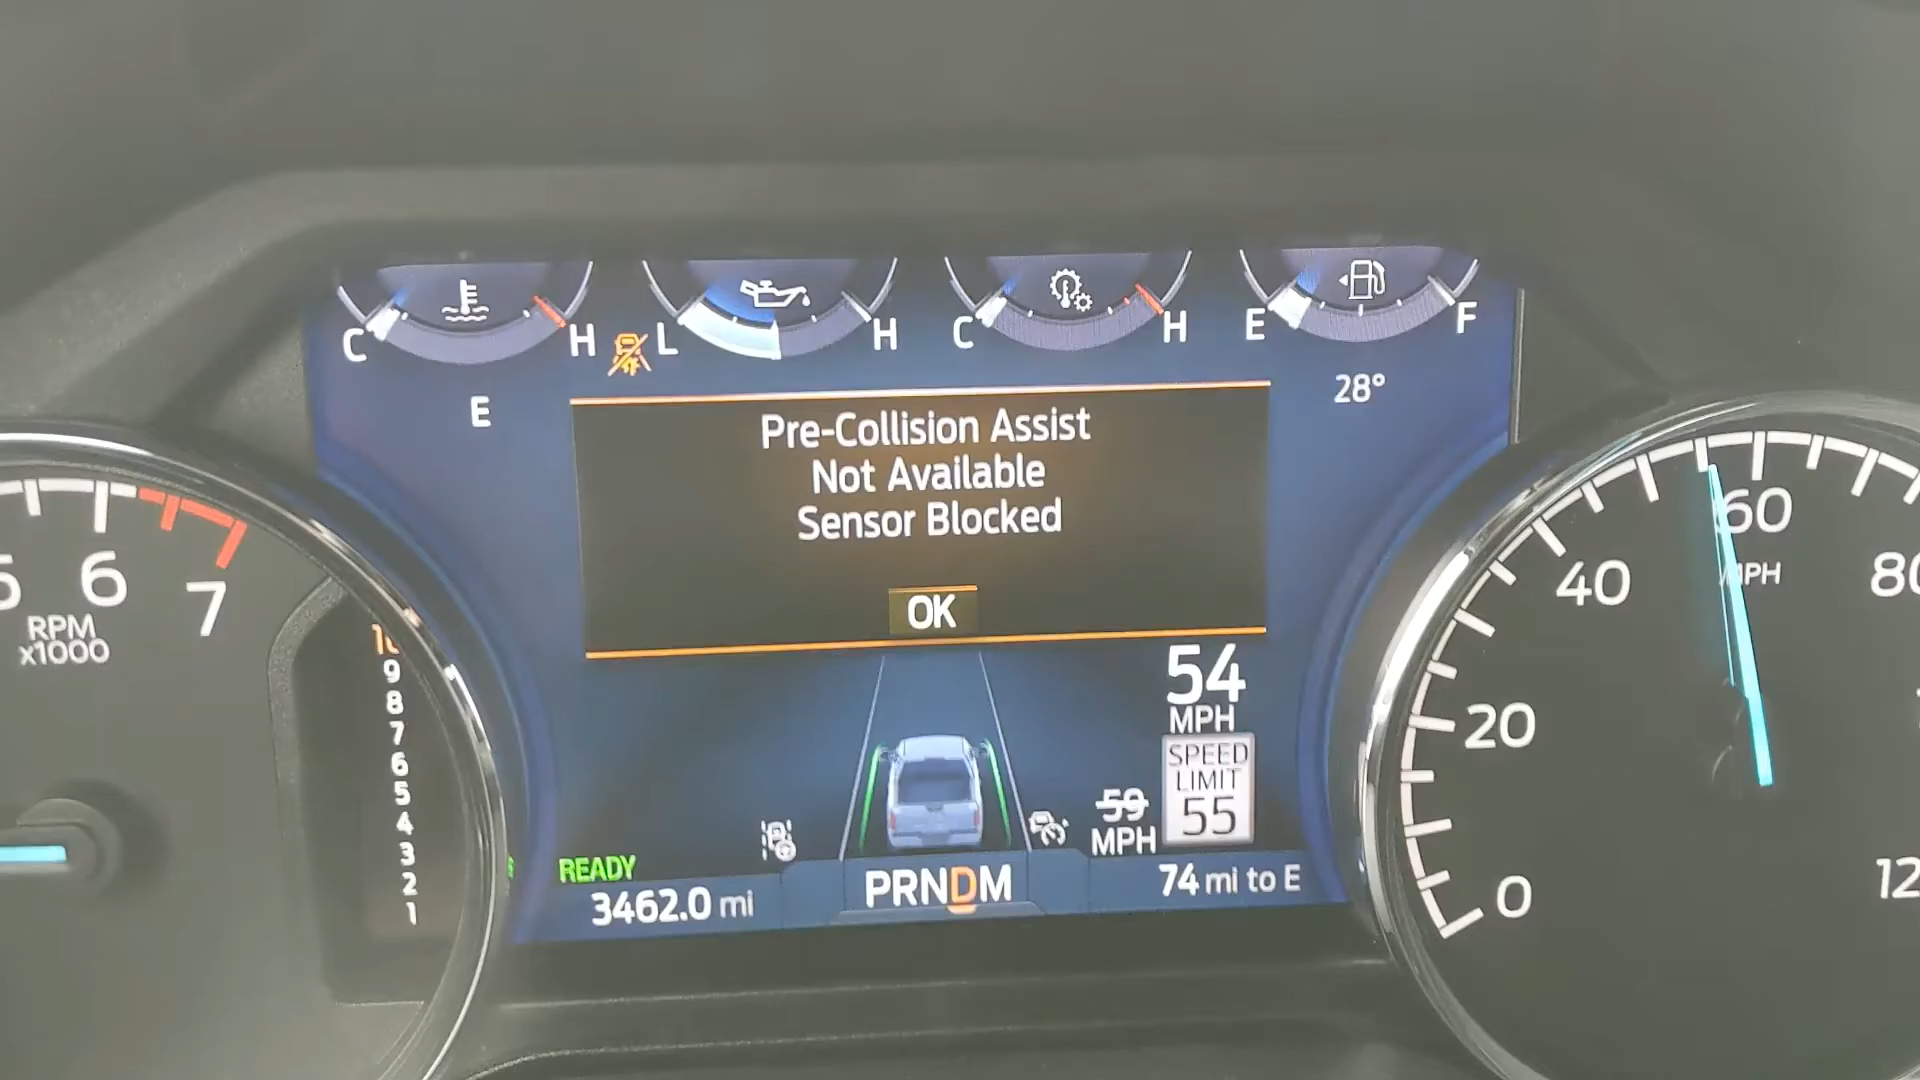 C H
L H
C H
E F
E
28°
Pre-Collision Assist
Not Available
Sensor Blocked
OK
5 6 7
RPM
x1000
10
9
8
7
6
5
4
3
2
1
54
MPH
SPEED
LIMIT
55
59
MPH
READY
3462.0 mi
PRNDM
74 mi to E
0 20 40 60 80 12
MPH